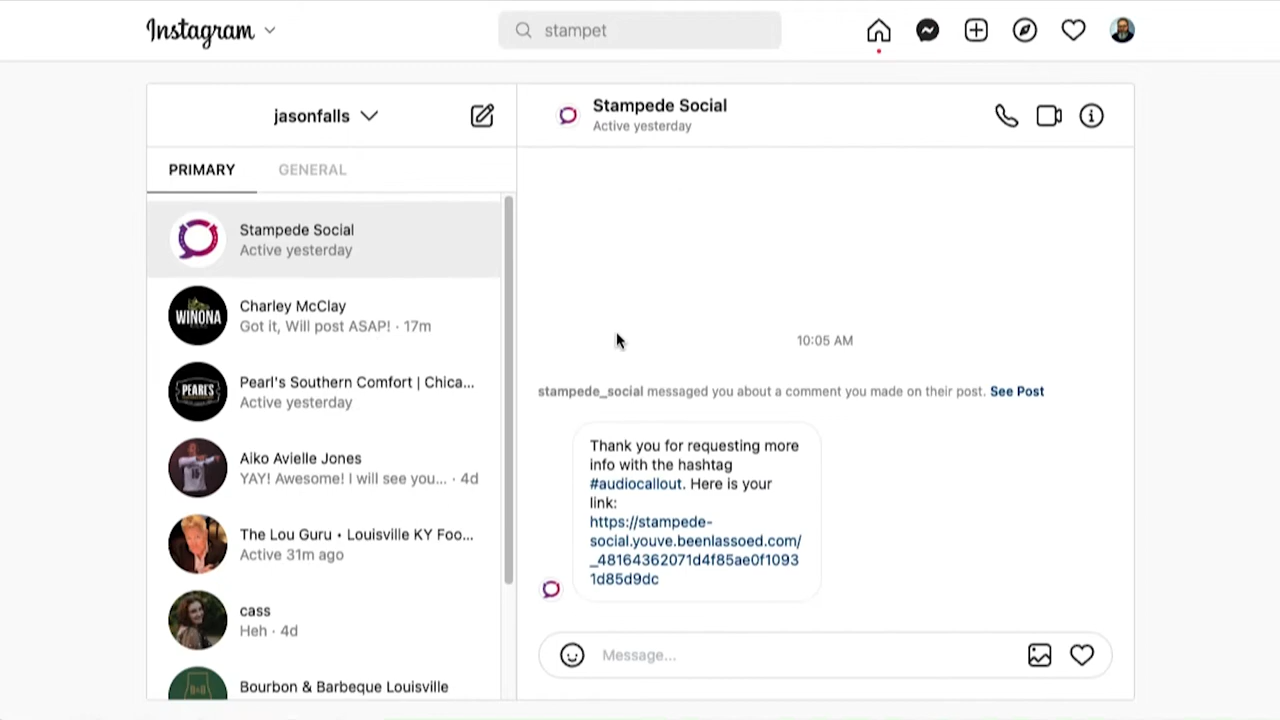 Instagram
stampet
jasonfalls
PRIMARY GENERAL
Stampede Social
Active yesterday
Charley McClay
Got it, Will post ASAP! · 17m
Pearl's Southern Comfort | Chica...
Active yesterday
Aiko Avielle Jones
YAY! Awesome! I will see you... · 4d
The Lou Guru • Louisville KY Foo...
Active 31m ago
cass
Heh · 4d
Bourbon & Barbeque Louisville
WINONA
PEARL'S
B&B
Stampede Social
Active yesterday
10:05 AM
stampede_social messaged you about a comment you made on their post. See Post
Thank you for requesting more
info with the hashtag
#audiocallout. Here is your
link:
https://stampede-
social.youve.beenlassoed.com/
_48164362071d4f85ae0f1093
1d85d9dc
Message...